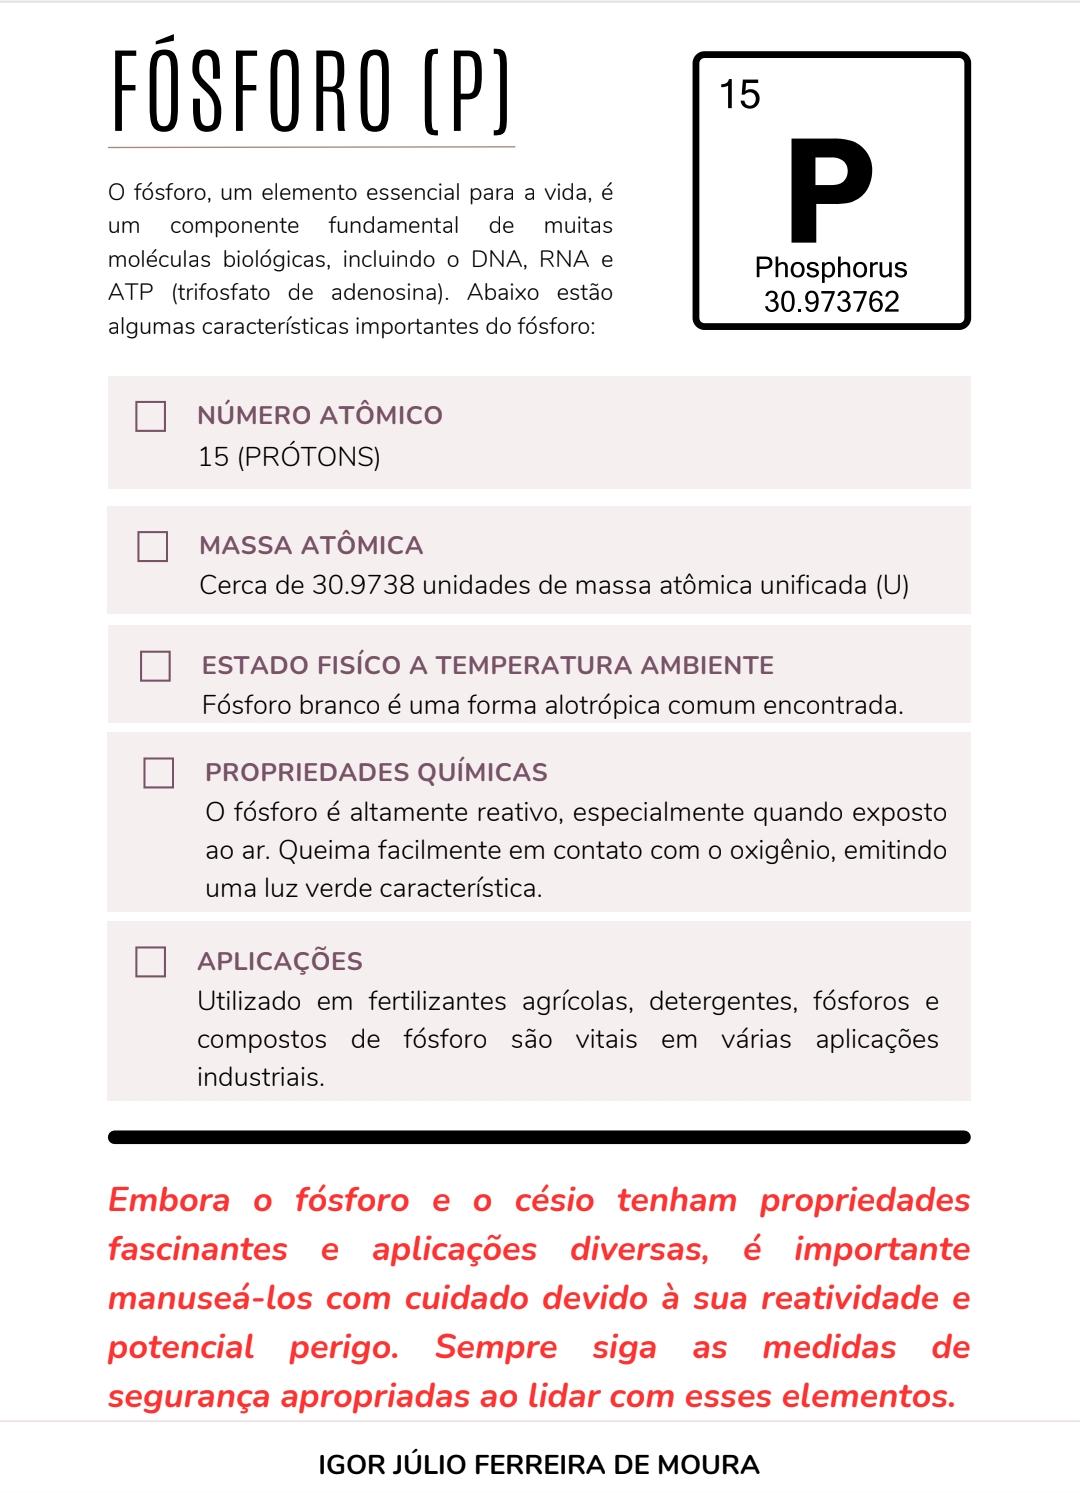 FÓSFORO (P)
O fósforo, um elemento essencial para a vida, é
um componente fundamental de muitas
moléculas biológicas, incluindo o DNA, RNA e
ATP (trifosfato de adenosina). Abaixo estão
algumas características importantes do fósforo:
15
P
Phosphorus
30.973762
NÚMERO ATÔMICO
15 (PRÓTONS)
MASSA ATÔMICA
Cerca de 30.9738 unidades de massa atômica unificada (U)
ESTADO FISÍCO A TEMPERATURA AMBIENTE
Fósforo branco é uma forma alotrópica comum encontrada.
PROPRIEDADES QUÍMICAS
O fósforo é altamente reativo, especialmente quando exposto
ao ar. Queima facilmente em contato com o oxigênio, emitindo
uma luz verde característica.
APLICAÇÕES
Utilizado em fertilizantes agrícolas, detergentes, fósforos e
compostos de fósforo são vitais em várias aplicações
industriais.
Embora o fósforo e o césio tenham propriedades
fascinantes e aplicações diversas, é importante
manuseá-los com cuidado devido à sua reatividade e
potencial perigo. Sempre siga as medidas de
segurança apropriadas ao lidar com esses elementos.
IGOR JÚLIO FERREIRA DE MOURA